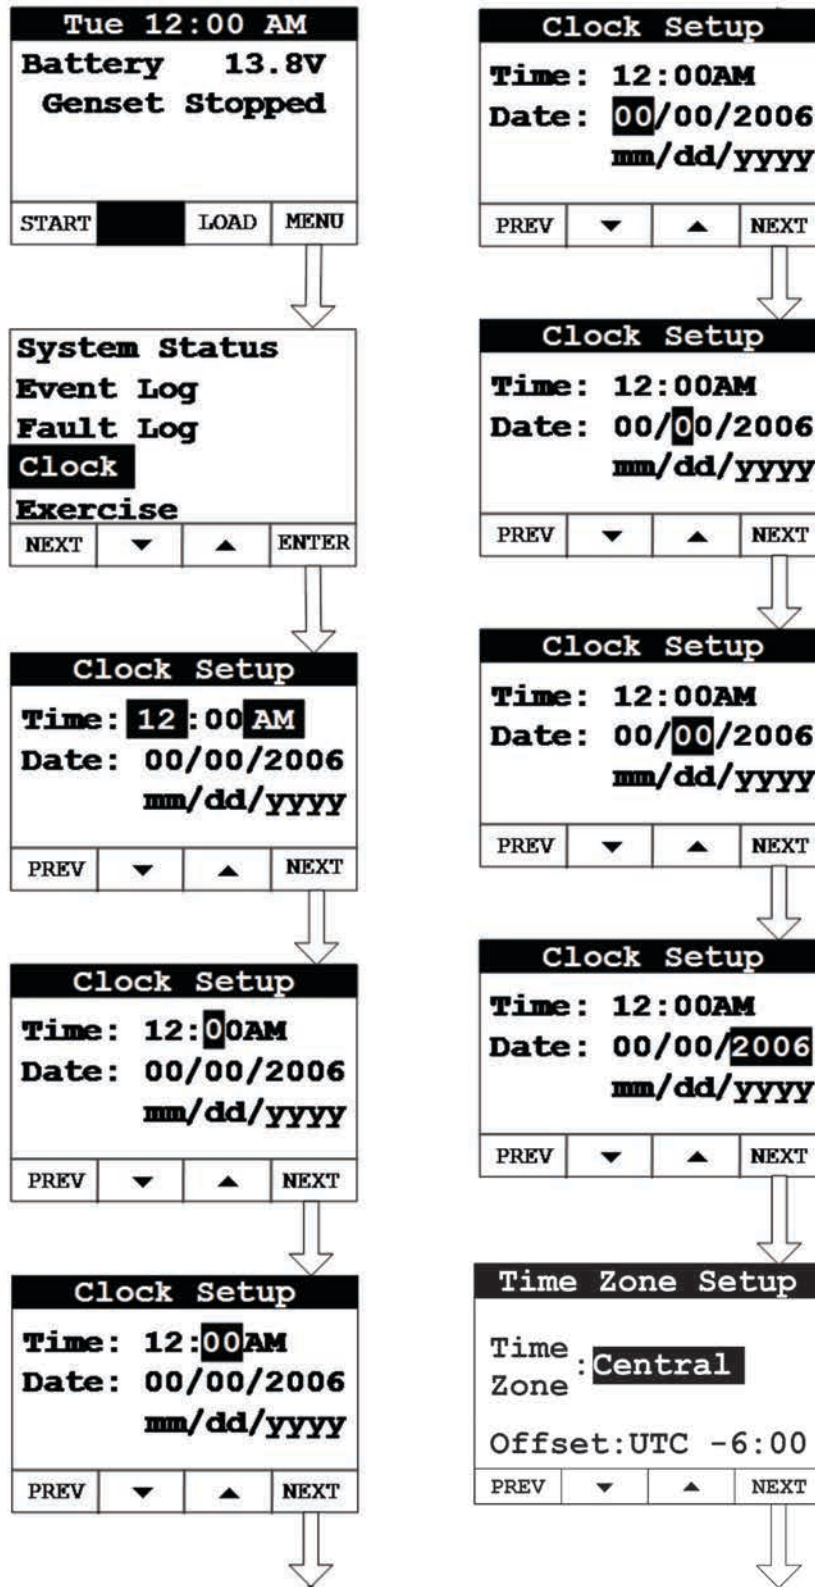 Tue 12:00 AM
Battery 13.8V
Genset Stopped
START LOAD MENU
System Status
Event Log
Fault Log
Clock
Exercise
NEXT ▼ ▲ ENTER
Clock Setup
Time: 12:00AM
Date: 00/00/2006
mm/dd/yyyy
PREV ▼ ▲ NEXT
Clock Setup
Time: 12:00AM
Date: 00/00/2006
mm/dd/yyyy
PREV ▼ ▲ NEXT
Clock Setup
Time: 12:00AM
Date: 00/00/2006
mm/dd/yyyy
PREV ▼ ▲ NEXT
Clock Setup
Time: 12:00AM
Date: 00/00/2006
mm/dd/yyyy
PREV ▼ ▲ NEXT
Clock Setup
Time: 12:00AM
Date: 00/00/2006
mm/dd/yyyy
PREV ▼ ▲ NEXT
Clock Setup
Time: 12:00AM
Date: 00/00/2006
mm/dd/yyyy
PREV ▼ ▲ NEXT
Clock Setup
Time: 12:00AM
Date: 00/00/2006
mm/dd/yyyy
PREV ▼ ▲ NEXT
Time Zone Setup
Time
Zone :Central
Offset:UTC -6:00
PREV ▼ ▲ NEXT